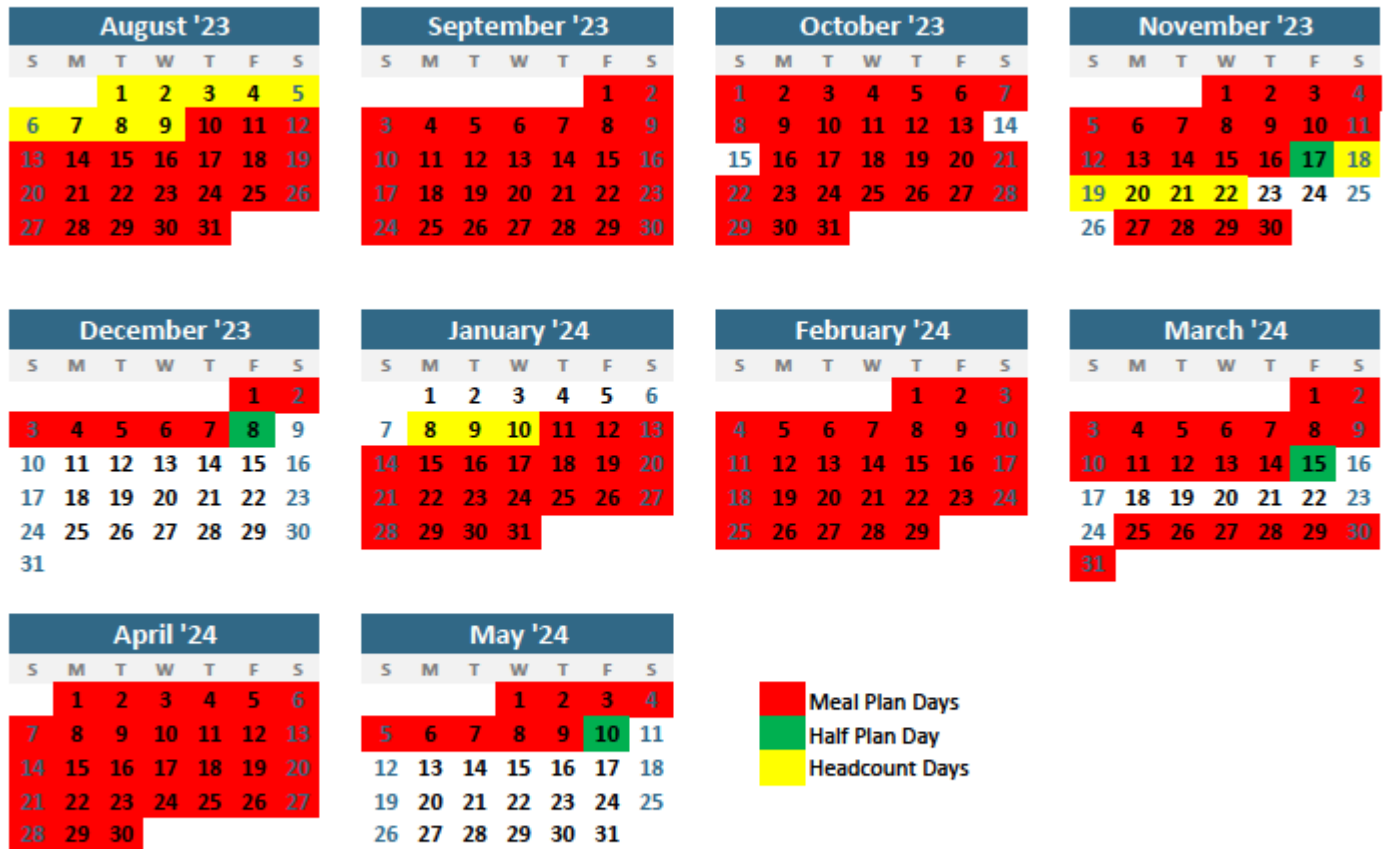 August '23
S M T W T F S
1 2 3 4 5
6 7 8 9 10 11 12
13 14 15 16 17 18 19
20 21 22 23 24 25 26
27 28 29 30 31
September '23
S M T W T F S
1 2
3 4 5 6 7 8 9
10 11 12 13 14 15 16
17 18 19 20 21 22 23
24 25 26 27 28 29 30
October '23
S M T W T F S
1 2 3 4 5 6 7
8 9 10 11 12 13 14
15 16 17 18 19 20 21
22 23 24 25 26 27 28
29 30 31
November '23
S M T W T F S
1 2 3 4
5 6 7 8 9 10 11
12 13 14 15 16 17 18
19 20 21 22 23 24 25
26 27 28 29 30
December '23
S M T W T F S
1 2
3 4 5 6 7 8 9
10 11 12 13 14 15 16
17 18 19 20 21 22 23
24 25 26 27 28 29 30
31
January '24
S M T W T F S
1 2 3 4 5 6
7 8 9 10 11 12 13
14 15 16 17 18 19 20
21 22 23 24 25 26 27
28 29 30 31
February '24
S M T W T F S
1 2 3
4 5 6 7 8 9 10
11 12 13 14 15 16 17
18 19 20 21 22 23 24
25 26 27 28 29
March '24
S M T W T F S
1 2
3 4 5 6 7 8 9
10 11 12 13 14 15 16
17 18 19 20 21 22 23
24 25 26 27 28 29 30
31
April '24
S M T W T F S
1 2 3 4 5 6
7 8 9 10 11 12 13
14 15 16 17 18 19 20
21 22 23 24 25 26 27
28 29 30
May '24
S M T W T F S
1 2 3 4
5 6 7 8 9 10 11
12 13 14 15 16 17 18
19 20 21 22 23 24 25
26 27 28 29 30 31
Meal Plan Days
Half Plan Day
Headcount Days